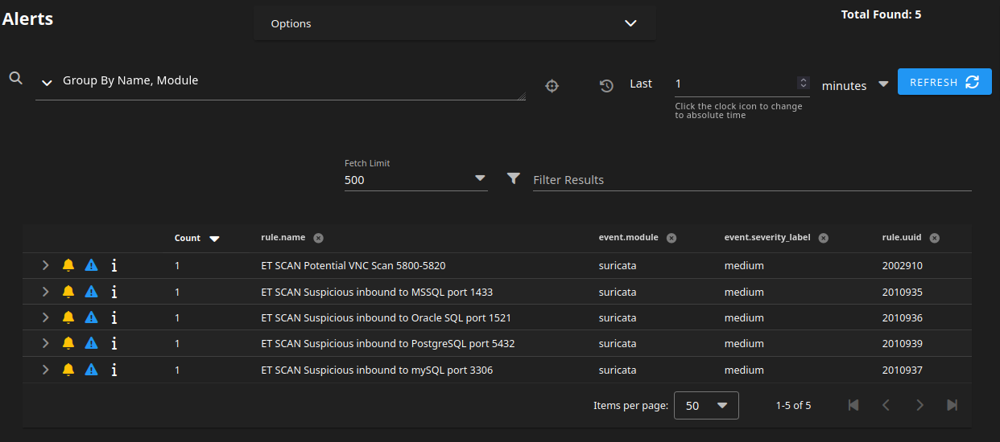 Alerts
Options
Total Found: 5
Group By Name, Module
Last
1
minutes
REFRESH
Click the clock icon to change
to absolute time
Fetch Limit
500
Filter Results
Count rule.name event.module event.severity_label rule.uuid
1 ET SCAN Potential VNC Scan 5800-5820 suricata medium 2002910
1 ET SCAN Suspicious inbound to MSSQL port 1433 suricata medium 2010935
1 ET SCAN Suspicious inbound to Oracle SQL port 1521 suricata medium 2010936
1 ET SCAN Suspicious inbound to PostgreSQL port 5432 suricata medium 2010939
1 ET SCAN Suspicious inbound to mySQL port 3306 suricata medium 2010937
Items per page: 50 1-5 of 5